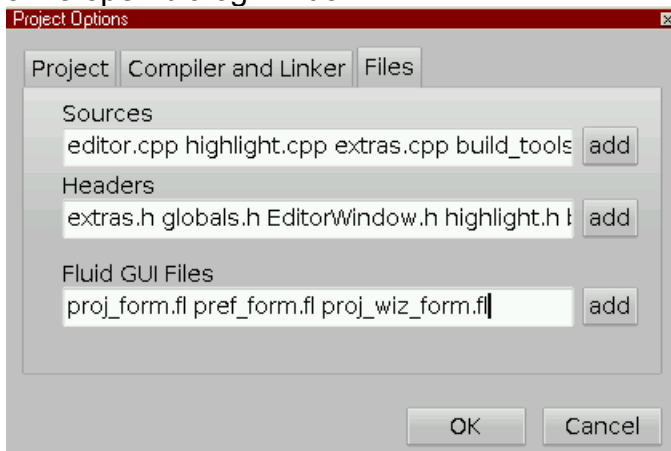 Project Options
Project Compiler and Linker Files
Sources
editor.cpp highlight.cpp extras.cpp build_tools add
Headers
extras.h globals.h EditorWindow.h highlight.h add
Fluid GUI Files
proj_form.fl pref_form.fl proj_wiz_form.fl add
OK Cancel